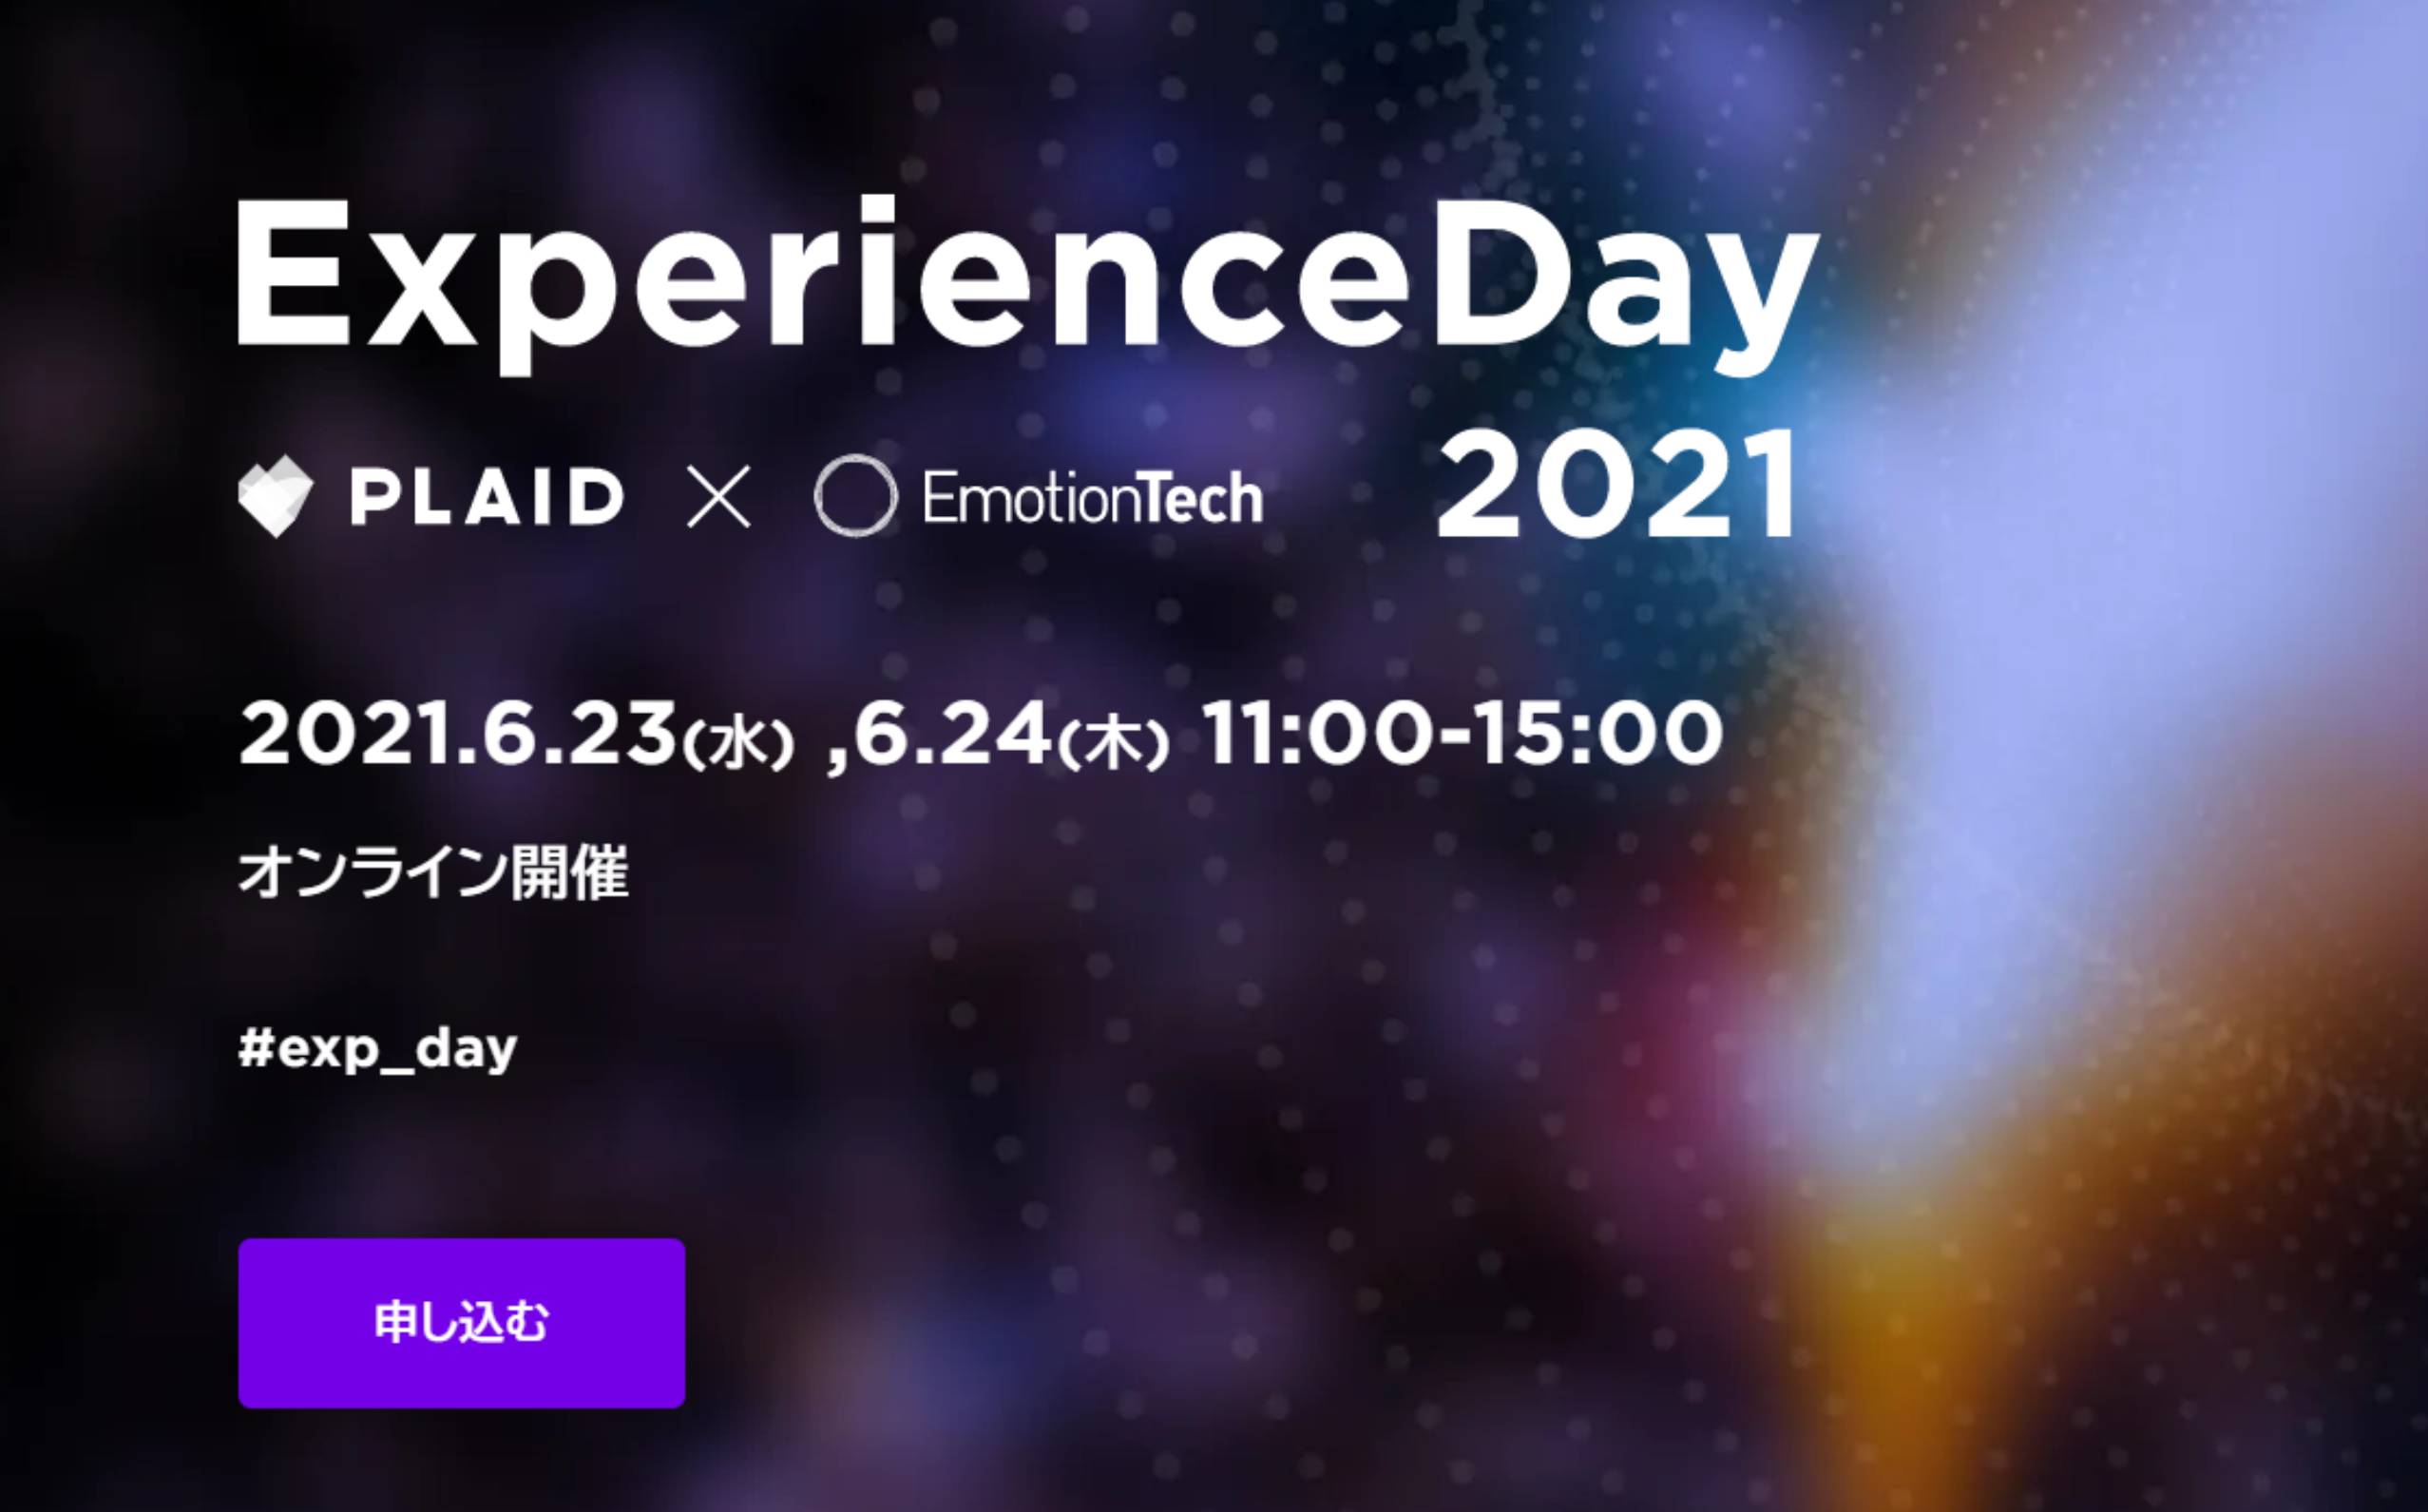 ExperienceDay
PLAID × EmotionTech 2021
2021.6.23(水) ,6.24(木) 11:00-15:00
オンライン開催
#exp_day
申し込む